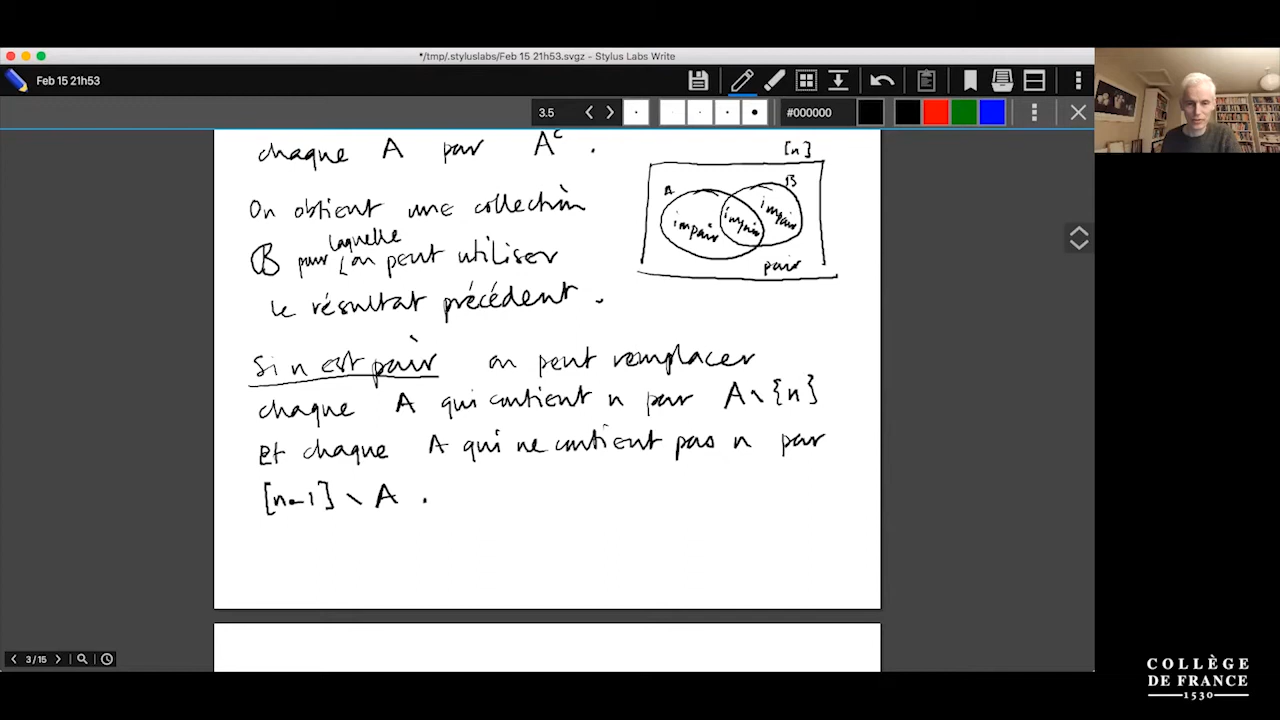 */tmp/.styluslabs/Feb 15 21h53.svgz - Stylus Labs Write
Feb 15 21h53
3.5
#000000
chaque A par Aᶜ .
On obtient une collection
B pour laquelle on peut utiliser
le résultat précédent .
[n]
A
B
impair
impair
impair
pair
Si n est pair on peut remplacer
chaque A qui contient n par A∖{n}
et chaque A qui ne contient pas n par
[n-1] ∖ A .
3/15
COLLÈGE
DE FRANCE
1530